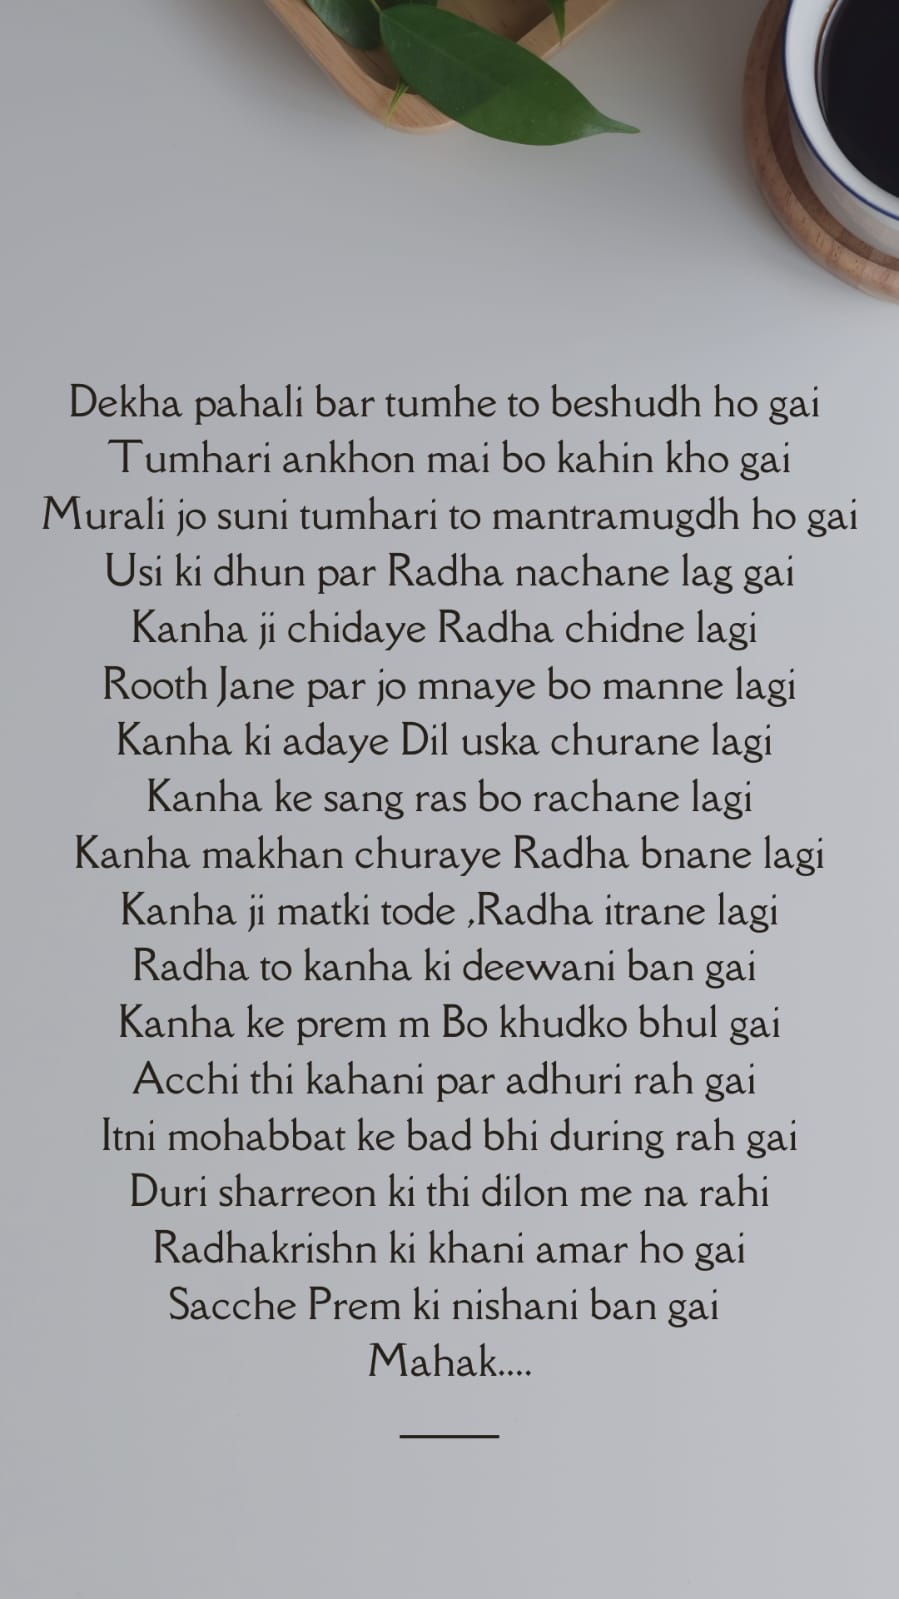 Dekha pahali bar tumhe to beshudh ho gai
Tumhari ankhon mai bo kahin kho gai
Murali jo suni tumhari to mantramugdh ho gai
Usi ki dhun par Radha nachane lag gai
Kanha ji chidaye Radha chidne lagi
Rooth Jane par jo mnaye bo manne lagi
Kanha ki adaye Dil uska churane lagi
Kanha ke sang ras bo rachane lagi
Kanha makhan churaye Radha bnane lagi
Kanha ji matki tode ,Radha itrane lagi
Radha to kanha ki deewani ban gai
Kanha ke prem m Bo khudko bhul gai
Acchi thi kahani par adhuri rah gai
Itni mohabbat ke bad bhi during rah gai
Duri sharreon ki thi dilon me na rahi
Radhakrishn ki khani amar ho gai
Sacche Prem ki nishani ban gai
Mahak....